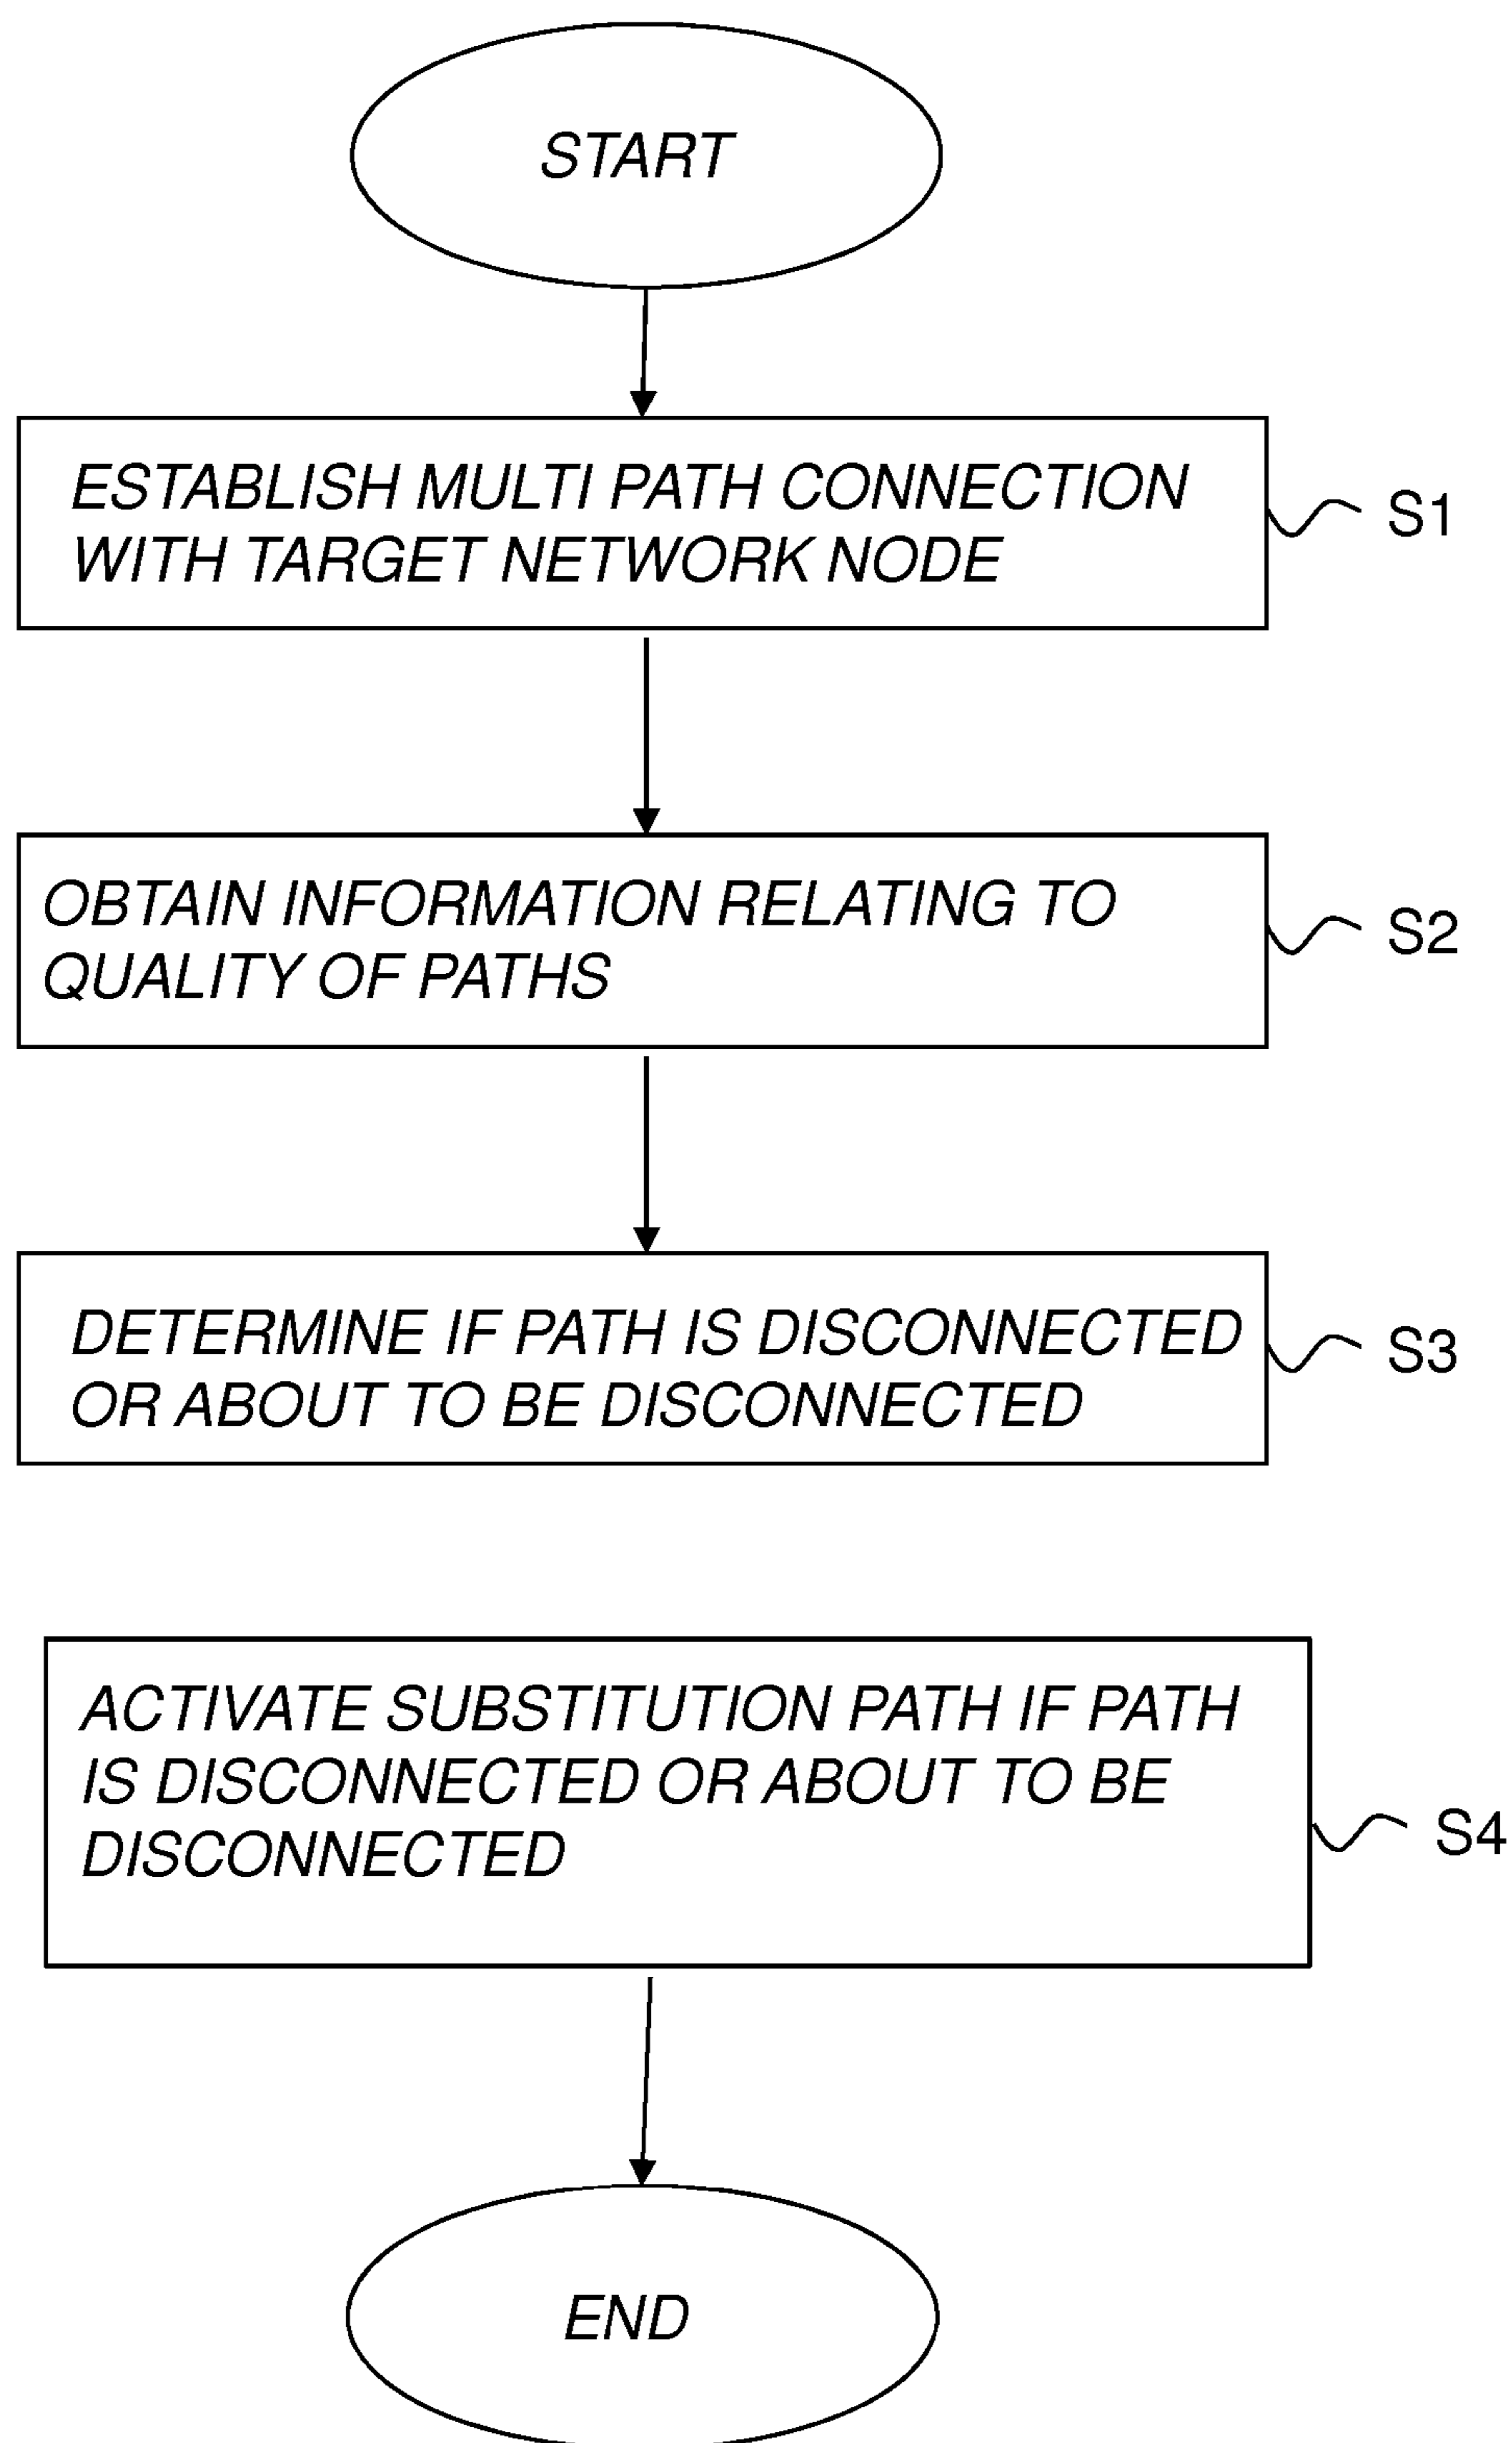 START
ESTABLISH MULTI PATH CONNECTION
WITH TARGET NETWORK NODE
S1
OBTAIN INFORMATION RELATING TO
QUALITY OF PATHS
S2
DETERMINE IF PATH IS DISCONNECTED
OR ABOUT TO BE DISCONNECTED
S3
ACTIVATE SUBSTITUTION PATH IF PATH
IS DISCONNECTED OR ABOUT TO BE
DISCONNECTED
S4
END